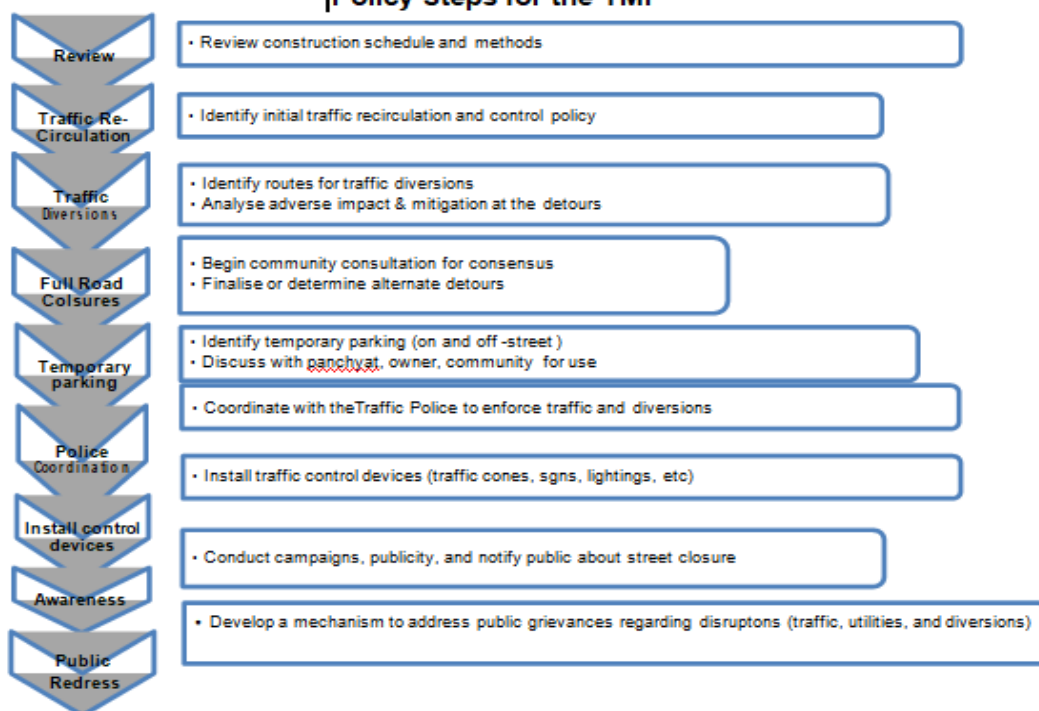 Policy Steps for the TMP
Review
• Review construction schedule and methods
Traffic Re-
Circulation
• Identify initial traffic recirculation and control policy
Traffic
Diversions
• Identify routes for traffic diversions
• Analyse adverse impact & mitigation at the detours
Full Road
Colsures
• Begin community consultation for consensus
• Finalise or determine alternate detours
Temporary
parking
• Identify temporary parking (on and off -street )
• Discuss with panchyat, owner, community for use
Police
Coordination
• Coordinate with theTraffic Police to enforce traffic and diversions
Install control
devices
• Install traffic control devices (traffic cones, sgns, lightings, etc)
Awareness
• Conduct campaigns, publicity, and notify public about street closure
Public
Redress
• Develop a mechanism to address public grievances regarding disruptons (traffic, utilities, and diversions)